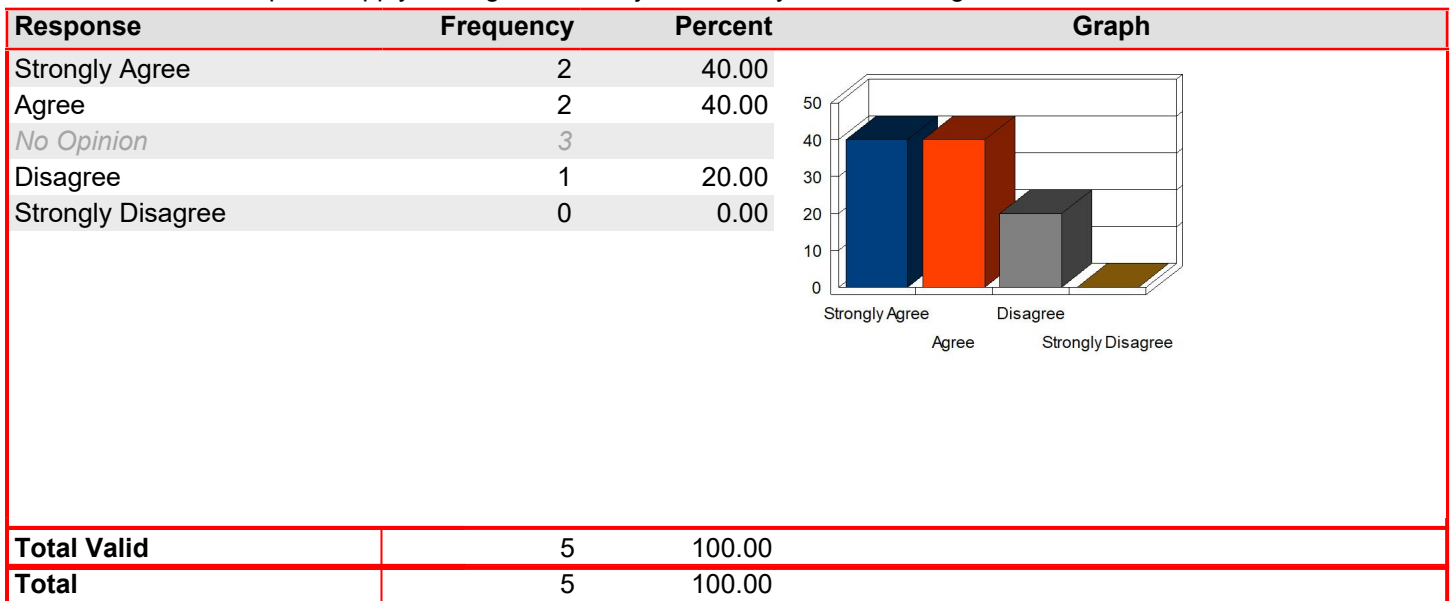 Response Frequency Percent Graph
Strongly Agree 2 40.00
Agree 2 40.00
No Opinion 3
Disagree 1 20.00
Strongly Disagree 0 0.00
50
40
30
20
10
0
Strongly Agree Disagree
Agree Strongly Disagree
Total Valid 5 100.00
Total 5 100.00